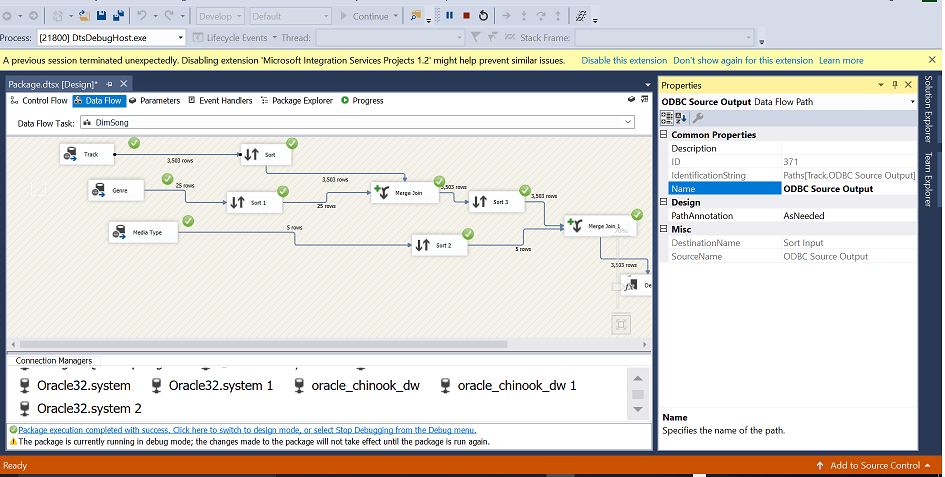 Develop
Default
Continue
Process: [21800] DtsDebugHost.exe
Lifecycle Events
Thread:
Stack Frame:
A previous session terminated unexpectedly. Disabling extension 'Microsoft Integration Services Projects 1.2' might help prevent similar issues.
Disable this extension
Don't show again for this extension
Learn more
Package.dtsx [Design]*
Control Flow
Data Flow
Parameters
Event Handlers
Package Explorer
Progress
Data Flow Task:
DimSong
Track
3,503 rows
Sort
3,503 rows
Genre
25 rows
Sort 1
25 rows
Merge Join
3,503 rows
Sort 3
3,503 rows
Media Type
5 rows
Sort 2
5 rows
Merge Join 1
70%
3,503 rows
De
Connection Managers
Oracle32.system
Oracle32.system 1
oracle_chinook_dw
oracle_chinook_dw 1
Oracle32.system 2
Package execution completed with success. Click here to switch to design mode, or select Stop Debugging from the Debug menu.
The package is currently running in debug mode; the changes made to the package will not take effect until the package is run again.
Properties
ODBC Source Output Data Flow Path
Common Properties
Description
ID 371
IdentificationString Paths[Track.ODBC Source Output]
Name ODBC Source Output
Design
PathAnnotation AsNeeded
Misc
DestinationName Sort Input
SourceName ODBC Source Output
Name
Specifies the name of the path.
Solution Explorer
Team Explorer
Ready
Add to Source Control